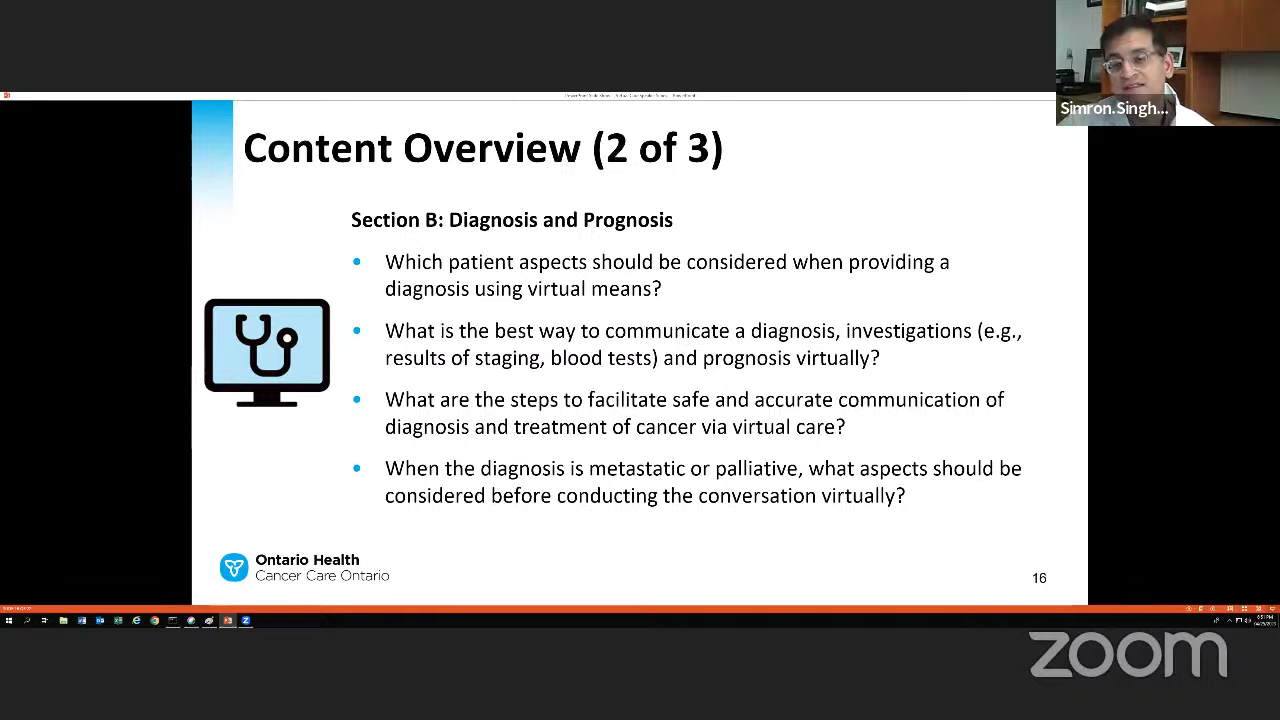 Simron.Singh...
Content Overview (2 of 3)
Section B: Diagnosis and Prognosis
• Which patient aspects should be considered when providing a
diagnosis using virtual means?
• What is the best way to communicate a diagnosis, investigations (e.g.,
results of staging, blood tests) and prognosis virtually?
• What are the steps to facilitate safe and accurate communication of
diagnosis and treatment of cancer via virtual care?
• When the diagnosis is metastatic or palliative, what aspects should be
considered before conducting the conversation virtually?
Ontario Health
Cancer Care Ontario
16
zoom